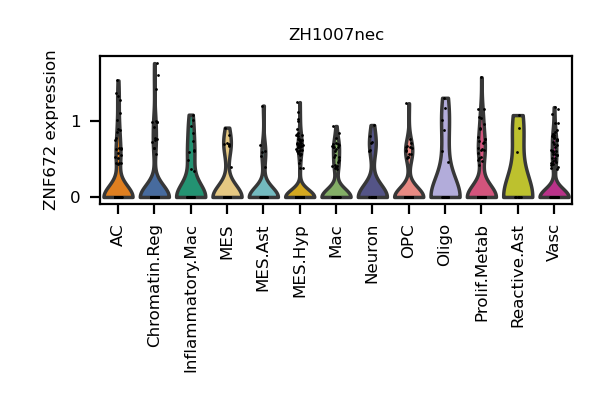 ZH1007nec
ZNF672 expression
1
0
AC
Chromatin.Reg
Inflammatory.Mac
MES
MES.Ast
MES.Hyp
Mac
Neuron
OPC
Oligo
Prolif.Metab
Reactive.Ast
Vasc